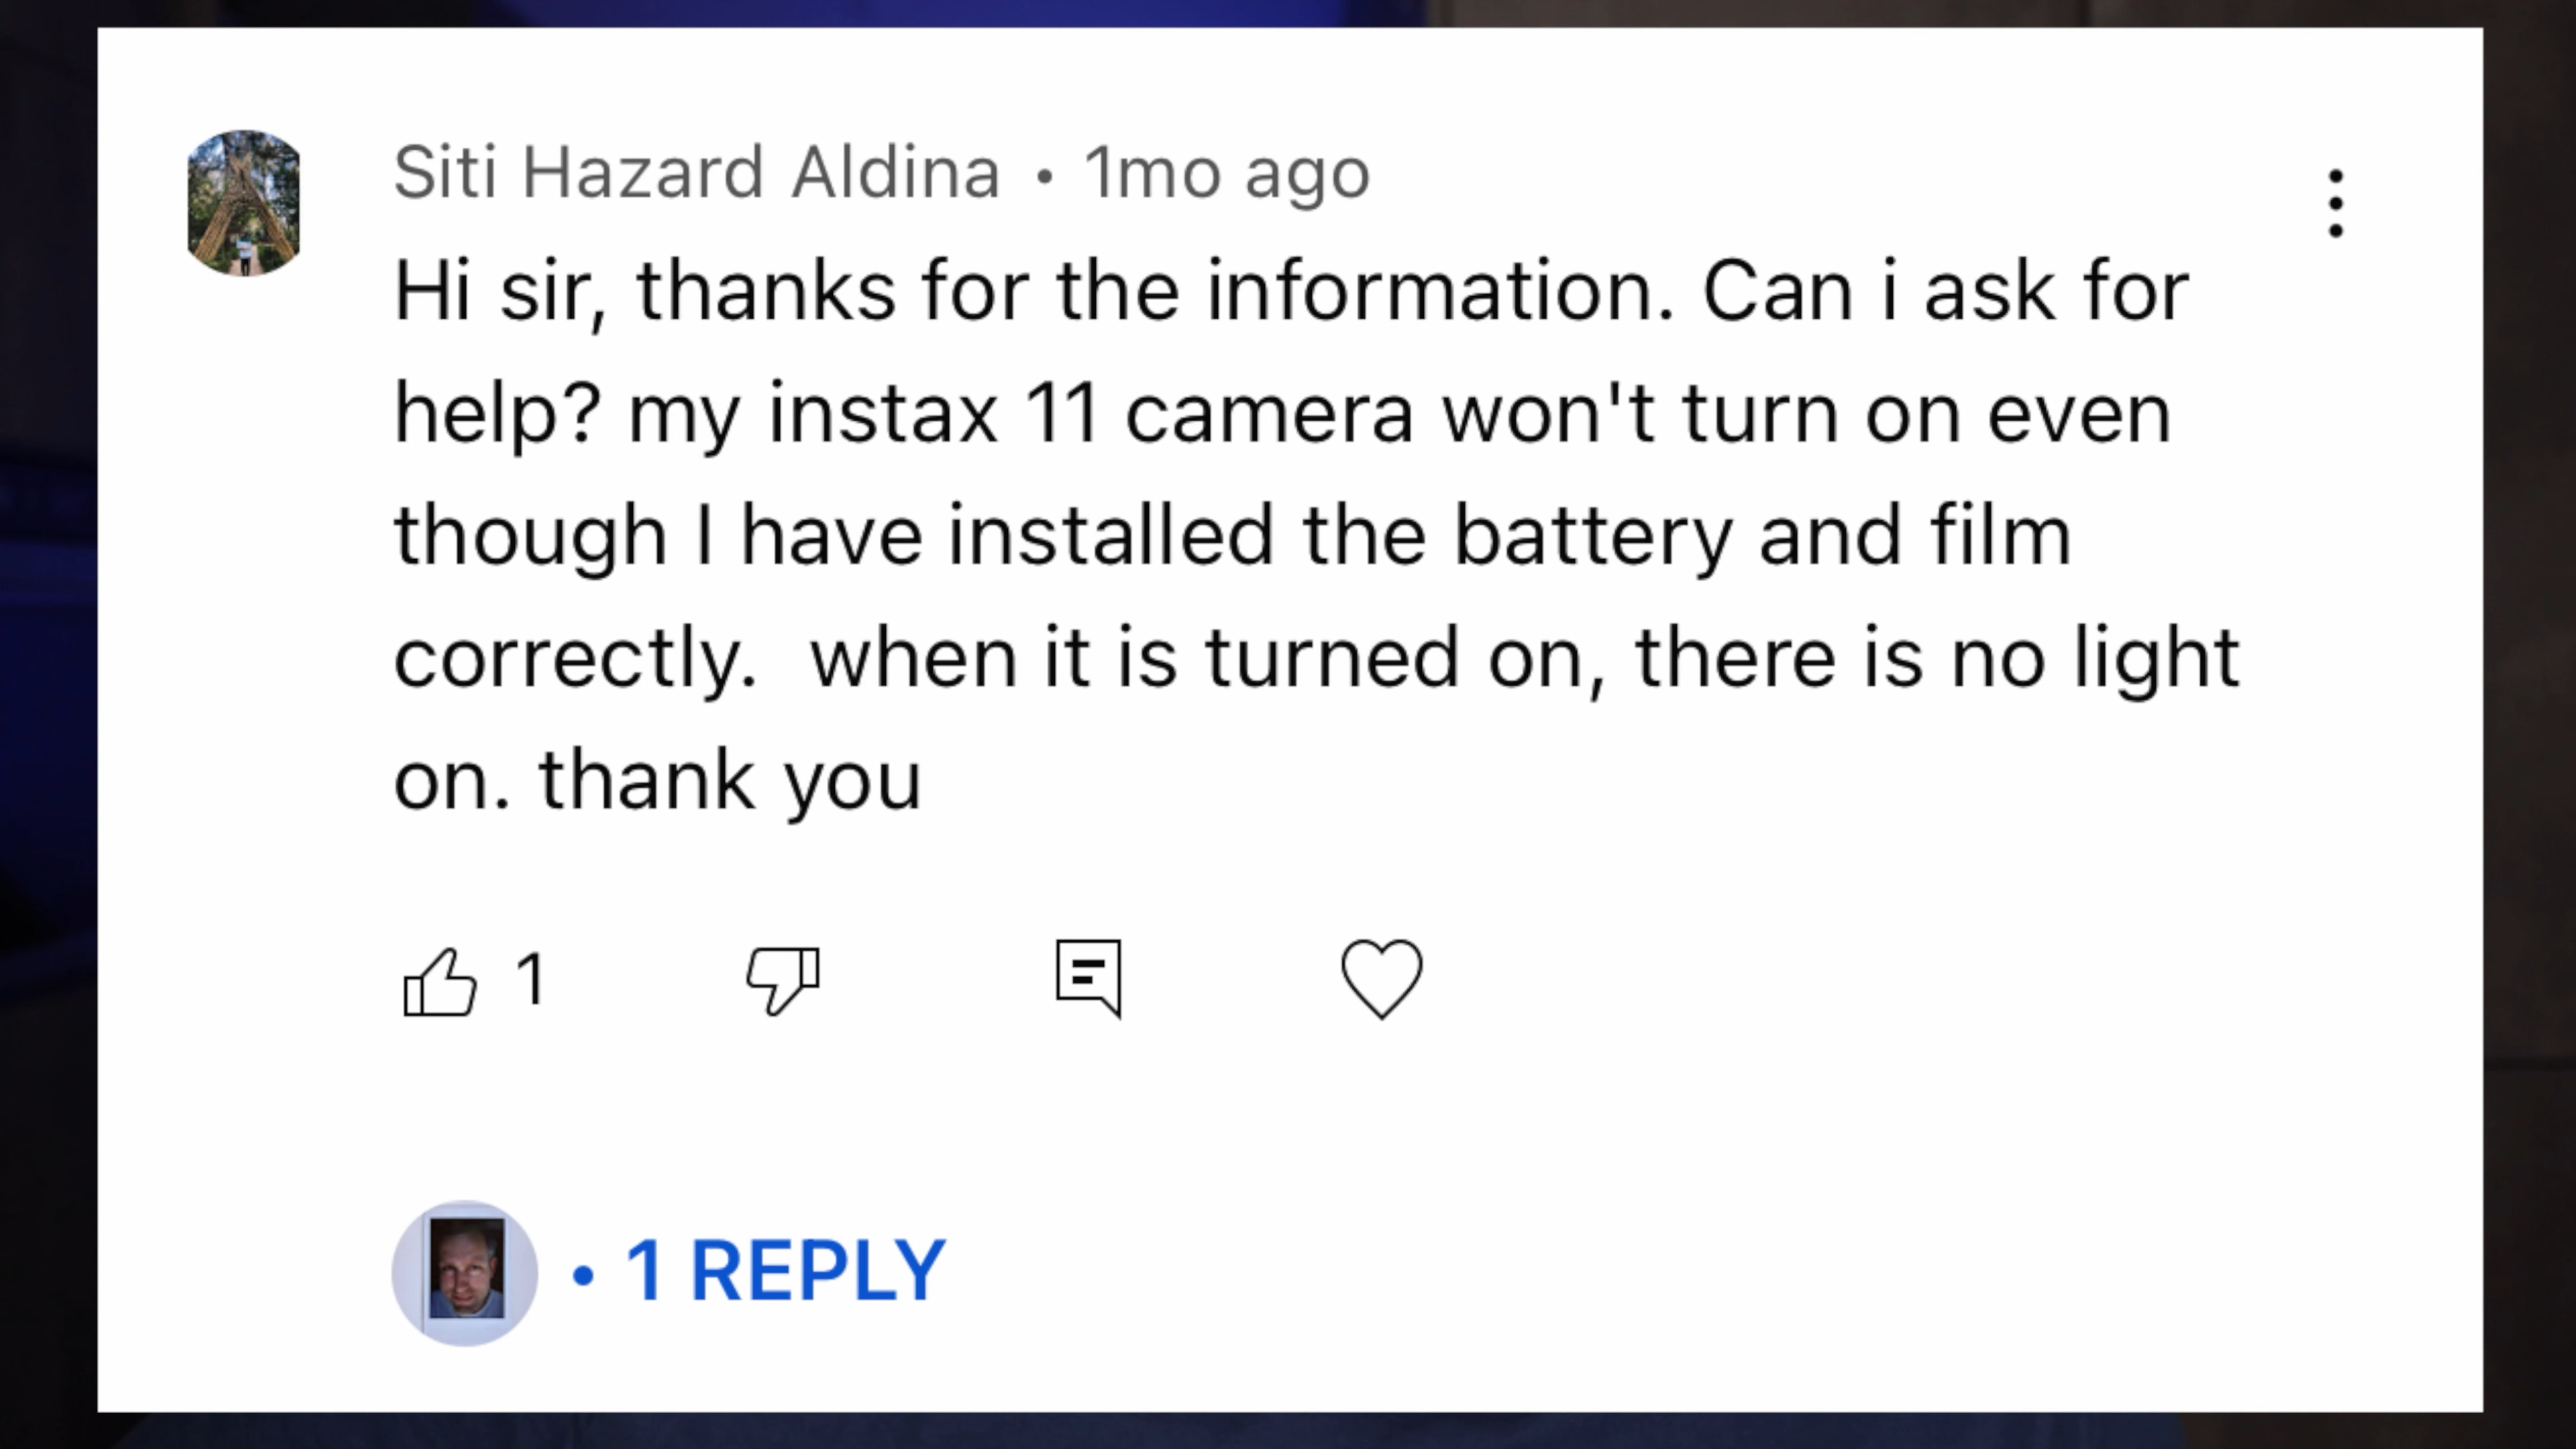 Siti Hazard Aldina • 1mo ago
Hi sir, thanks for the information. Can i ask for
help? my instax 11 camera won't turn on even
though I have installed the battery and film
correctly.  when it is turned on, there is no light
on. thank you
1
• 1 REPLY